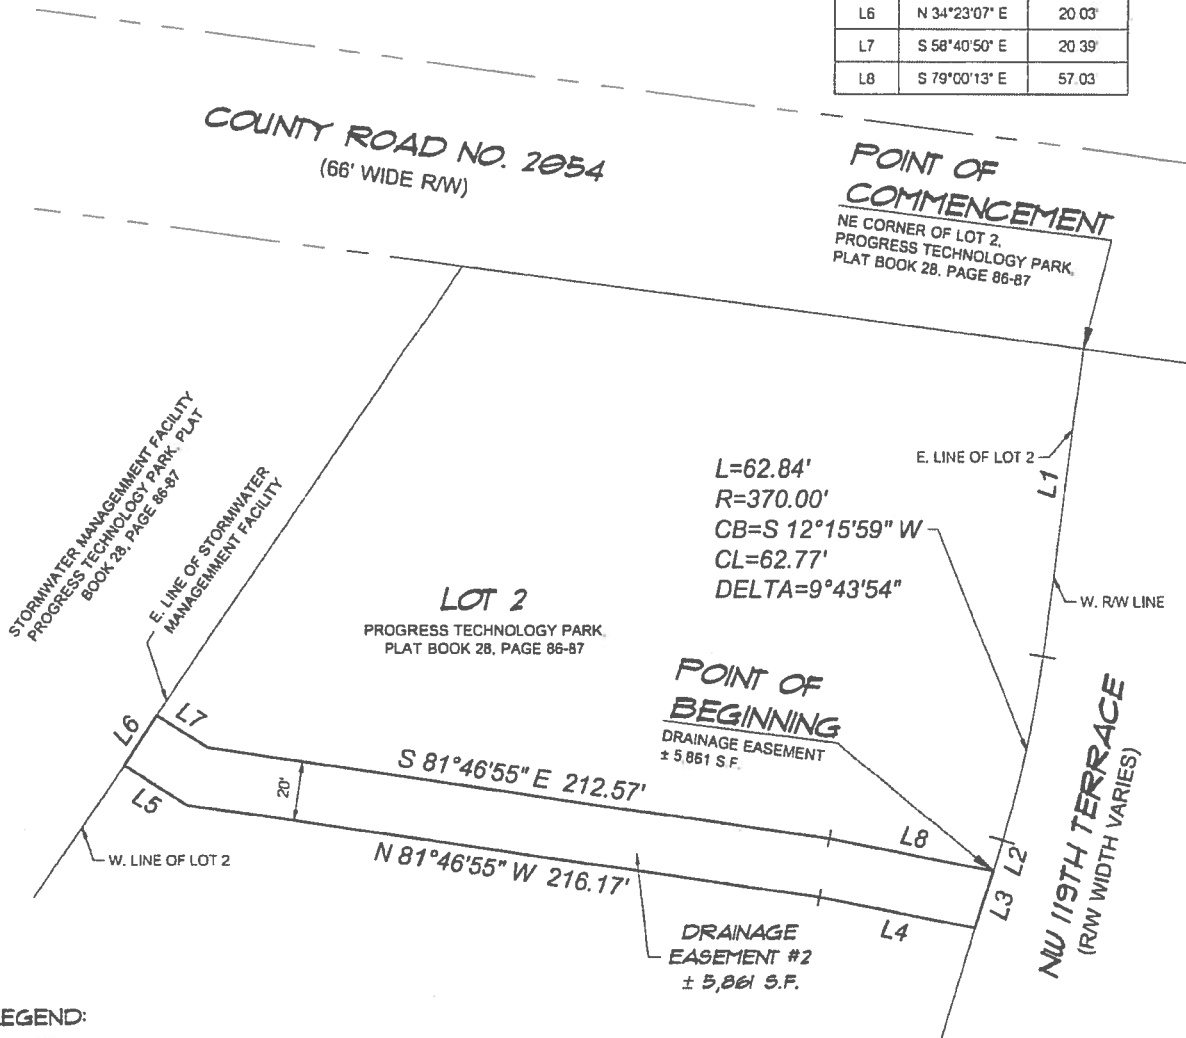 L6 N 34°23'07" E 20 03'
L7 S 58°40'50" E 20 39'
L8 S 79°00'13" E 57.03'
COUNTY ROAD NO. 2054
(66' WIDE R/W)
POINT OF
COMMENCEMENT
NE CORNER OF LOT 2,
PROGRESS TECHNOLOGY PARK,
PLAT BOOK 28, PAGE 86-87
STORMWATER MANAGEMMENT FACILITY
PROGRESS TECHNOLOGY PARK, PLAT
BOOK 28, PAGE 86-87
E. LINE OF STORMWATER
MANAGEMMENT FACILITY
L=62.84'
R=370.00'
CB=S 12°15'59" W
CL=62.77'
DELTA=9°43'54"
E. LINE OF LOT 2
L1
W. R/W LINE
LOT 2
PROGRESS TECHNOLOGY PARK,
PLAT BOOK 28, PAGE 86-87
POINT OF
BEGINNING
DRAINAGE EASEMENT
± 5,861 S.F.
NW 119TH TERRACE
(R/W WIDTH VARIES)
L6
L7
S 81°46'55" E 212.57'
L8
L2
L5
20'
L3
W. LINE OF LOT 2
N 81°46'55" W 216.17'
L4
DRAINAGE
EASEMENT #2
± 5,861 S.F.
EGEND: